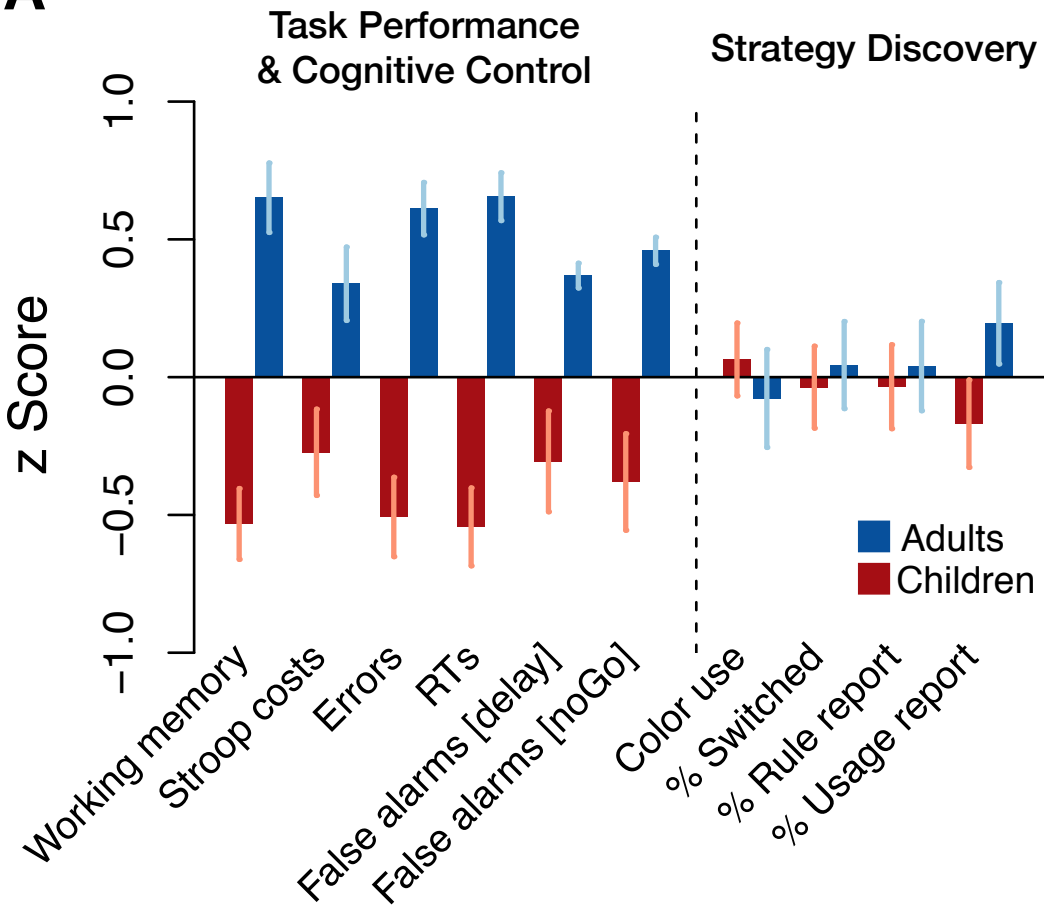 A
Task Performance
& Cognitive Control
Strategy Discovery
z Score
1.0
0.5
0.0
−0.5
−1.0
Adults
Children
Working memory
Stroop costs
Errors
RTs
False alarms [delay]
False alarms [noGo]
Color use
% Switched
% Rule report
% Usage report